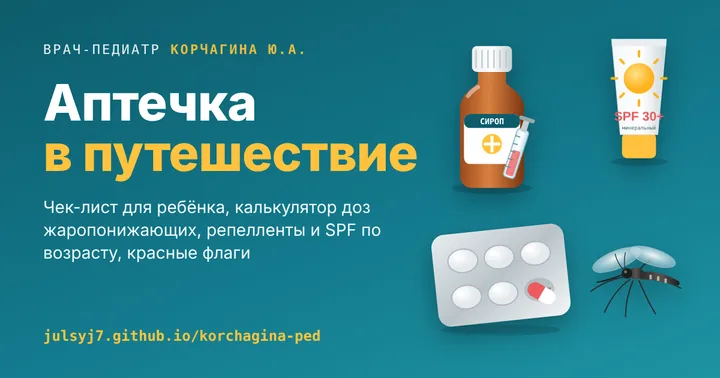 ВРАЧ-ПЕДИАТР КОРЧАГИНА Ю.А.
Аптечка
в путешествие
Чек-лист для ребёнка, калькулятор доз
жаропонижающих, репелленты и SPF по
возрасту, красные флаги
julsyj7.github.io/korchagina-ped
СИРОП
SPF 30+
минеральный